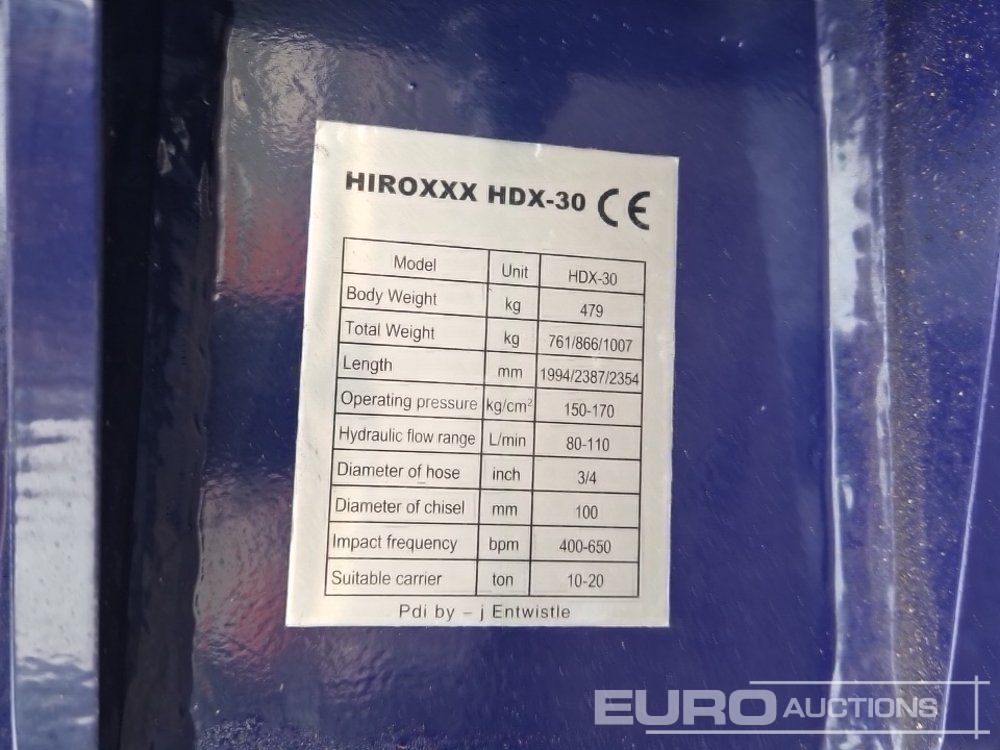 HIROXXX HDX-30 CE
Model Unit HDX-30
Body Weight kg 479
Total Weight kg 761/866/1007
Length mm 1994/2387/2354
Operating pressure kg/cm² 150-170
Hydraulic flow range L/min 80-110
Diameter of hose inch 3/4
Diameter of chisel mm 100
Impact frequency bpm 400-650
Suitable carrier ton 10-20
Pdi by – j Entwistle
EURO AUCTIONS